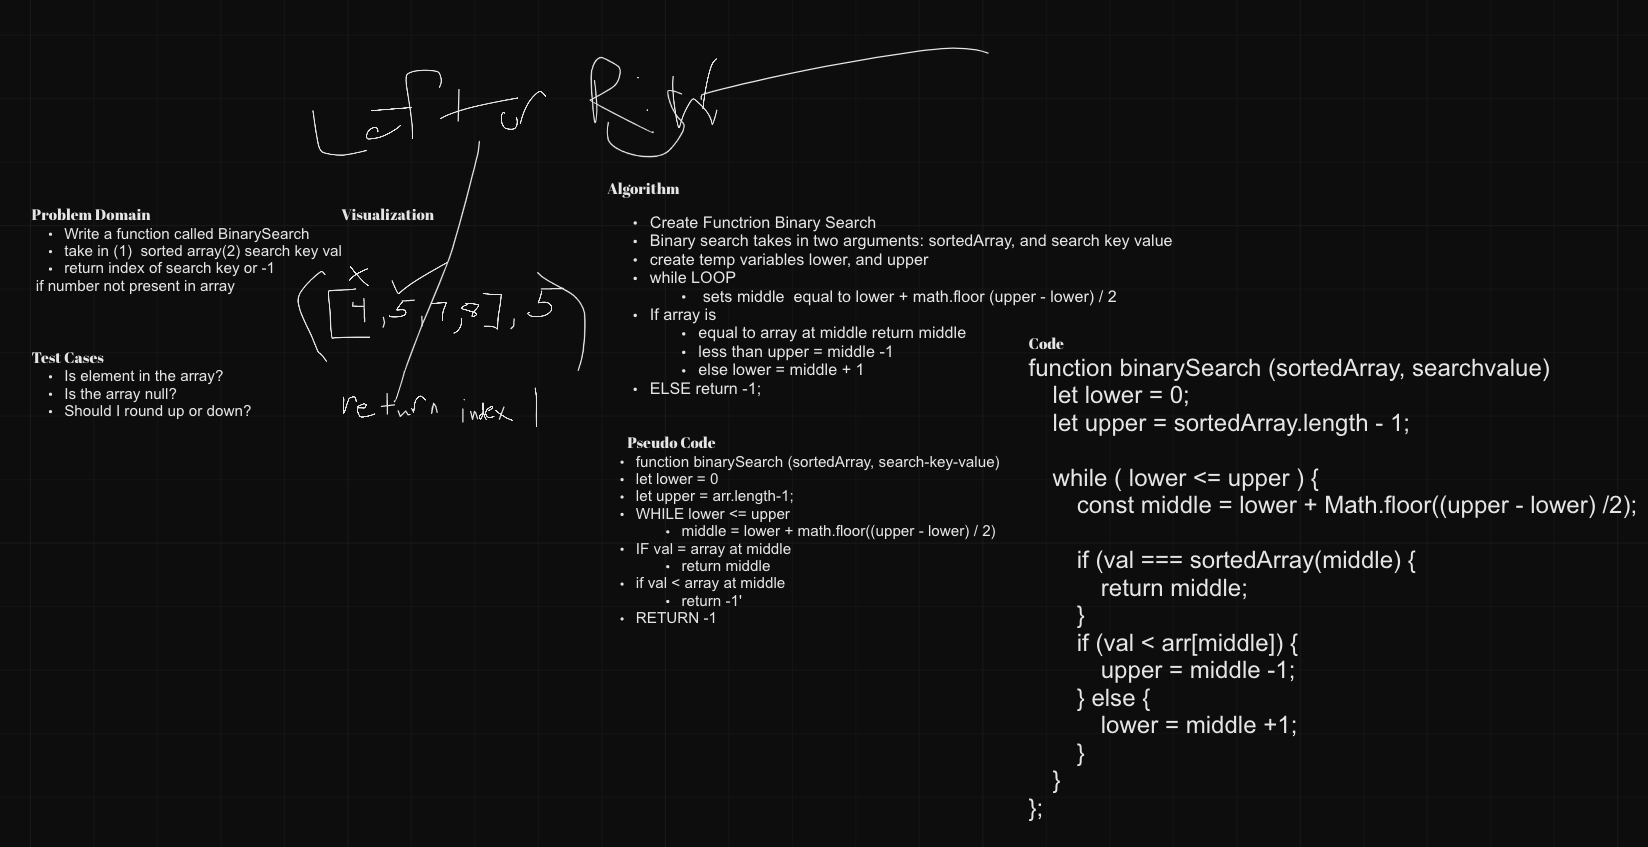 Left or Right
Problem Domain
• Write a function called BinarySearch
• take in (1) sorted array(2) search key val
• return index of search key or -1
if number not present in array
Visualization
x
([4,5,7,8],5)
return index 1
Test Cases
• Is element in the array?
• Is the array null?
• Should I round up or down?
Algorithm
• Create Functrion Binary Search
• Binary search takes in two arguments: sortedArray, and search key value
• create temp variables lower, and upper
• while LOOP
• sets middle equal to lower + math.floor (upper - lower) / 2
• If array is
• equal to array at middle return middle
• less than upper = middle -1
• else lower = middle + 1
• ELSE return -1;
Pseudo Code
• function binarySearch (sortedArray, search-key-value)
• let lower = 0
• let upper = arr.length-1;
• WHILE lower <= upper
• middle = lower + math.floor((upper - lower) / 2)
• IF val = array at middle
• return middle
• if val < array at middle
• return -1'
• RETURN -1
Code
function binarySearch (sortedArray, searchvalue)
let lower = 0;
let upper = sortedArray.length - 1;
while ( lower <= upper ) {
const middle = lower + Math.floor((upper - lower) /2);
if (val === sortedArray(middle) {
return middle;
}
if (val < arr[middle]) {
upper = middle -1;
} else {
lower = middle +1;
}
}
};